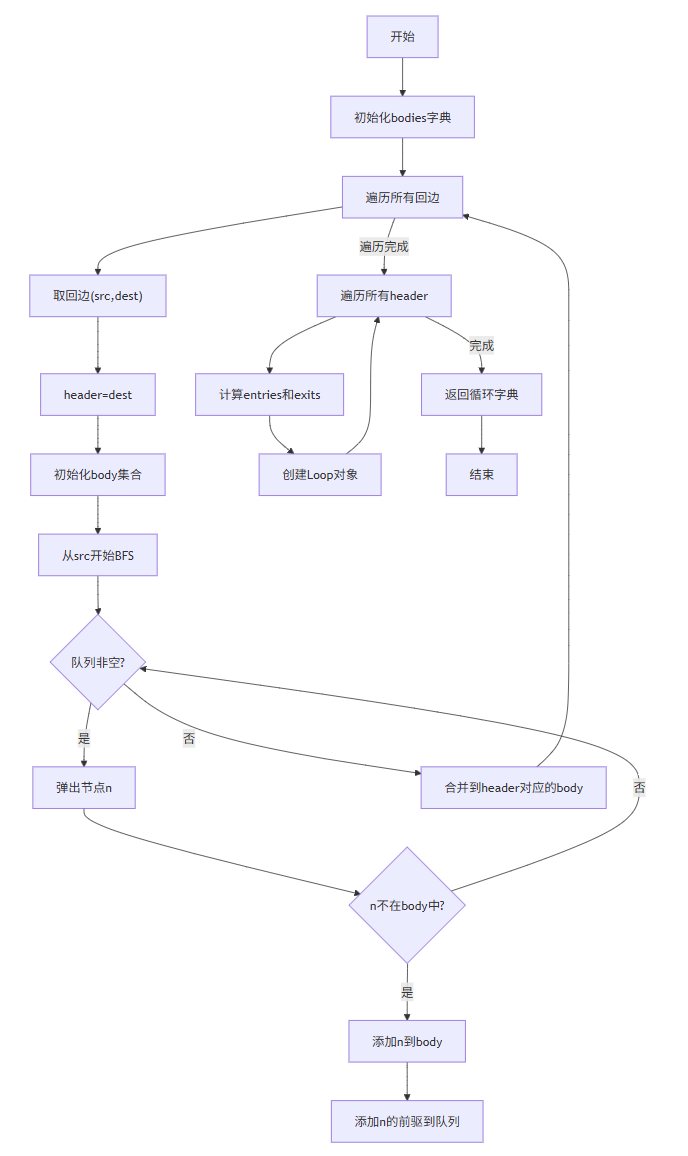 开始
初始化bodies字典
遍历所有回边
遍历完成
取回边(src,dest)
遍历所有header
完成
header=dest
计算entries和exits
返回循环字典
初始化body集合
创建Loop对象
结束
从src开始BFS
队列非空?
是
否
弹出节点n
合并到header对应的body
否
n不在body中?
是
添加n到body
添加n的前驱到队列